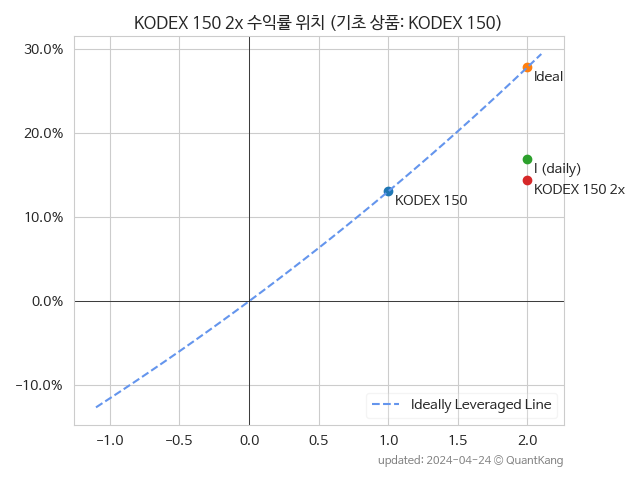 KODEX 150 2x 수익률 위치 (기초 상품: KODEX 150)
30.0%
20.0%
10.0%
0.0%
−10.0%
Ideal
I (daily)
KODEX 150 2x
KODEX 150
Ideally Leveraged Line
−1.0 −0.5 0.0 0.5 1.0 1.5 2.0
updated: 2024-04-24 © QuantKang